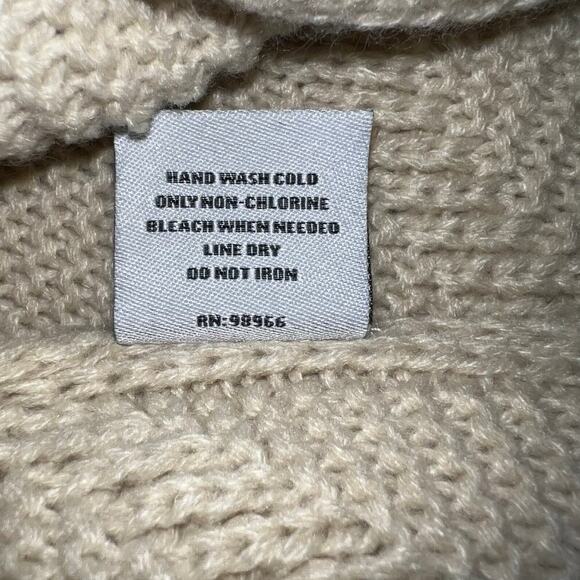 HAND WASH COLD
ONLY NON-CHLORINE
BLEACH WHEN NEEDED
LINE DRY
DO NOT IRON
RN:98966